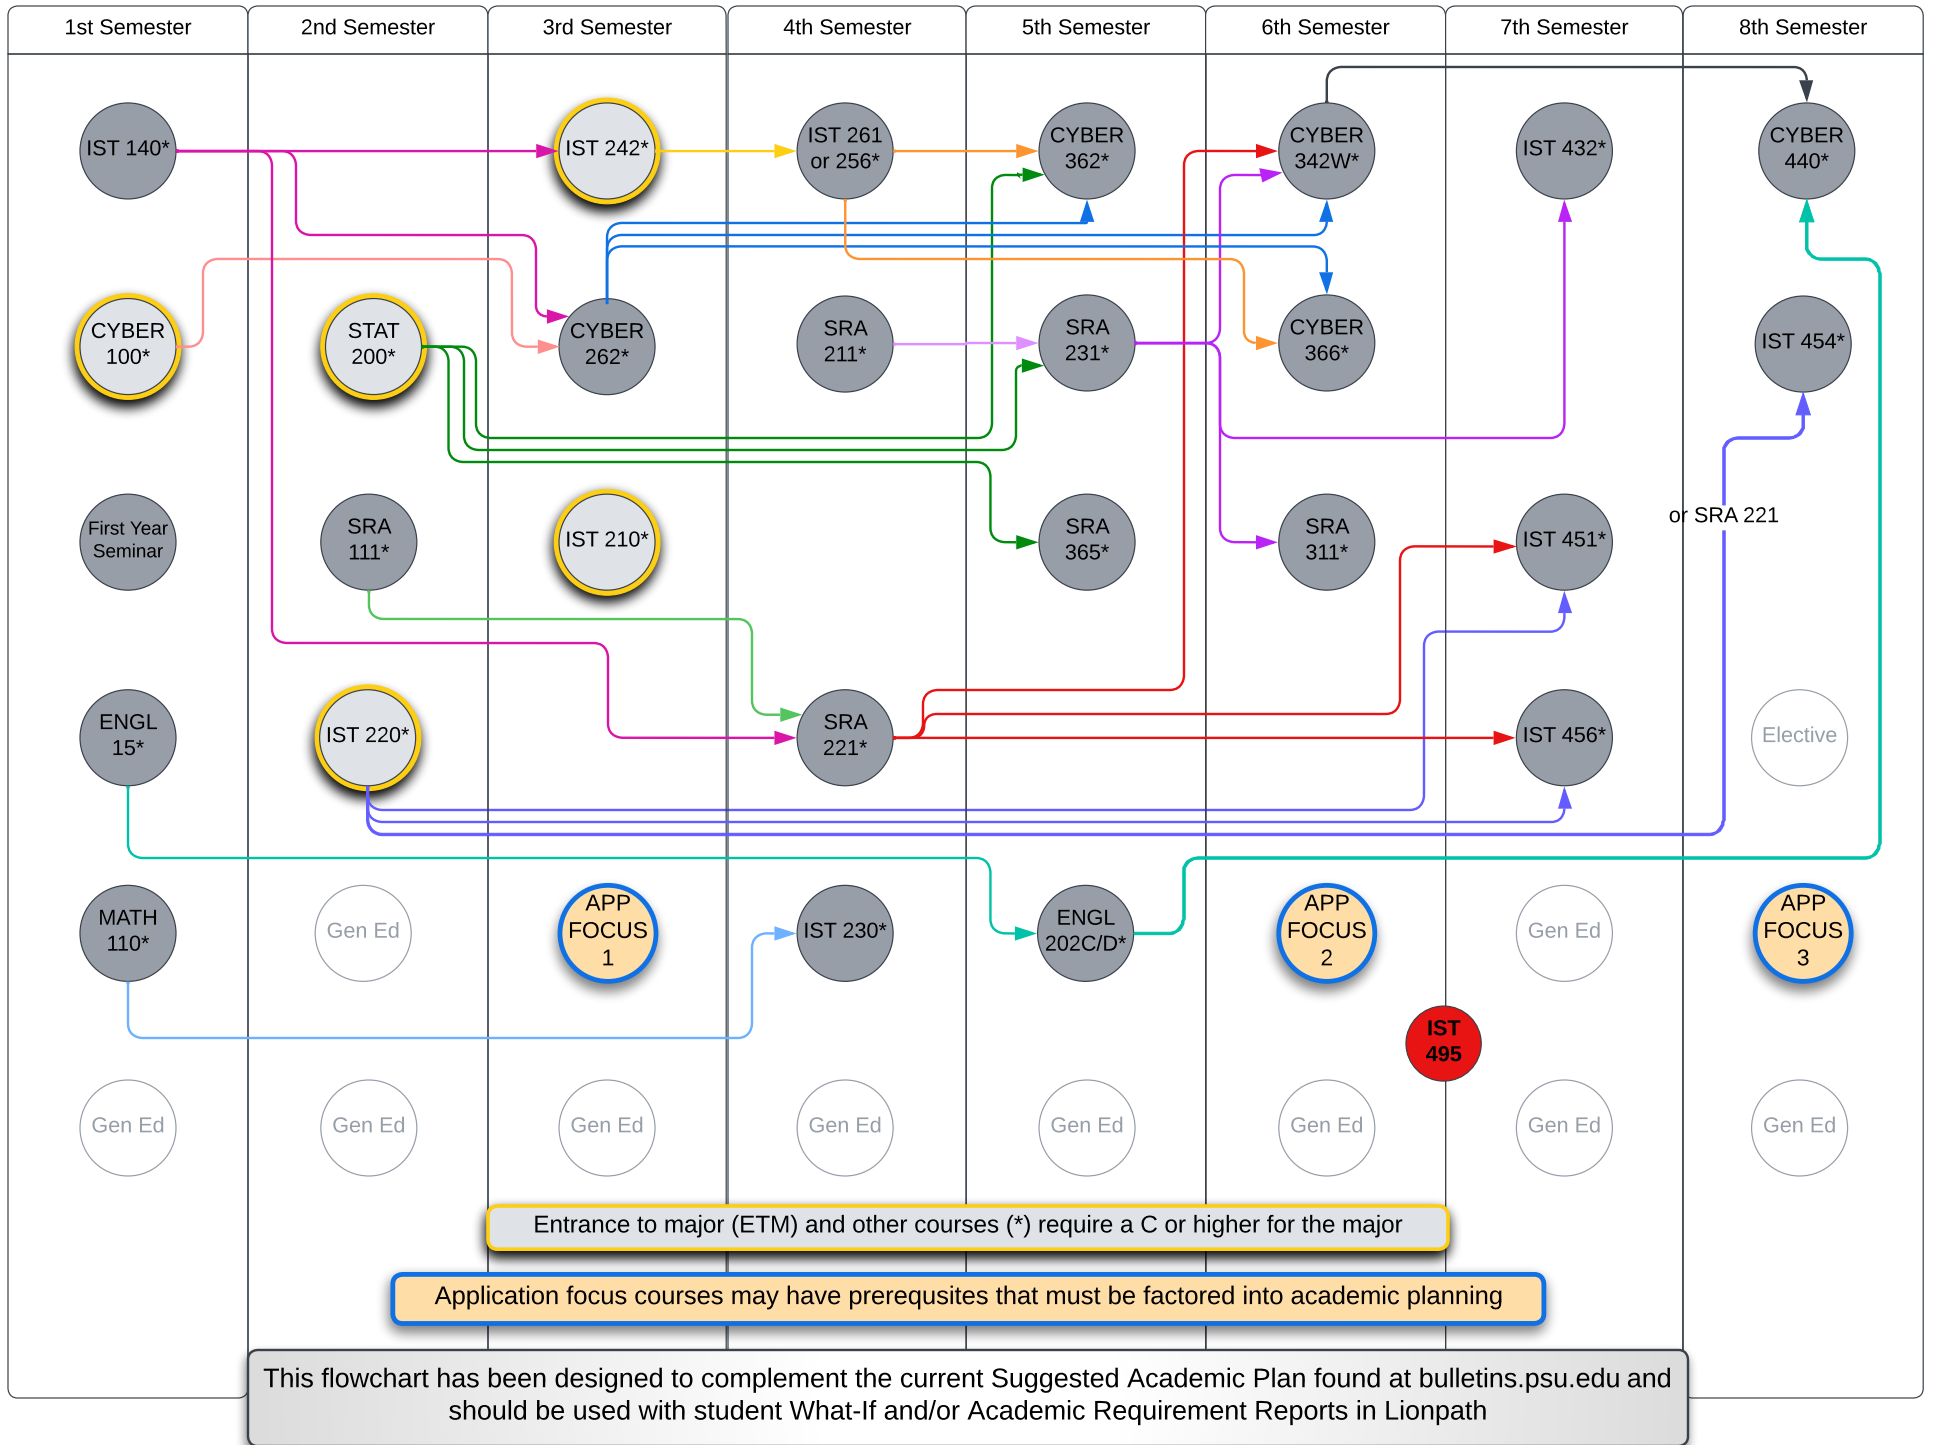 1st Semester
2nd Semester
3rd Semester
4th Semester
5th Semester
6th Semester
7th Semester
8th Semester
IST 140*
IST 242*
IST 261
or 256*
CYBER
362*
CYBER
342W*
IST 432*
CYBER
440*
CYBER
100*
STAT
200*
CYBER
262*
SRA
211*
SRA
231*
CYBER
366*
IST 454*
or SRA 221
First Year
Seminar
SRA
111*
IST 210*
SRA
365*
SRA
311*
IST 451*
ENGL
15*
IST 220*
SRA
221*
IST 456*
Elective
MATH
110*
Gen Ed
APP
FOCUS
1
IST 230*
ENGL
202C/D*
APP
FOCUS
2
Gen Ed
APP
FOCUS
3
IST
495
Gen Ed
Gen Ed
Gen Ed
Gen Ed
Gen Ed
Gen Ed
Gen Ed
Gen Ed
Entrance to major (ETM) and other courses (*) require a C or higher for the major
Application focus courses may have prerequsites that must be factored into academic planning
This flowchart has been designed to complement the current Suggested Academic Plan found at bulletins.psu.edu and
should be used with student What-If and/or Academic Requirement Reports in Lionpath